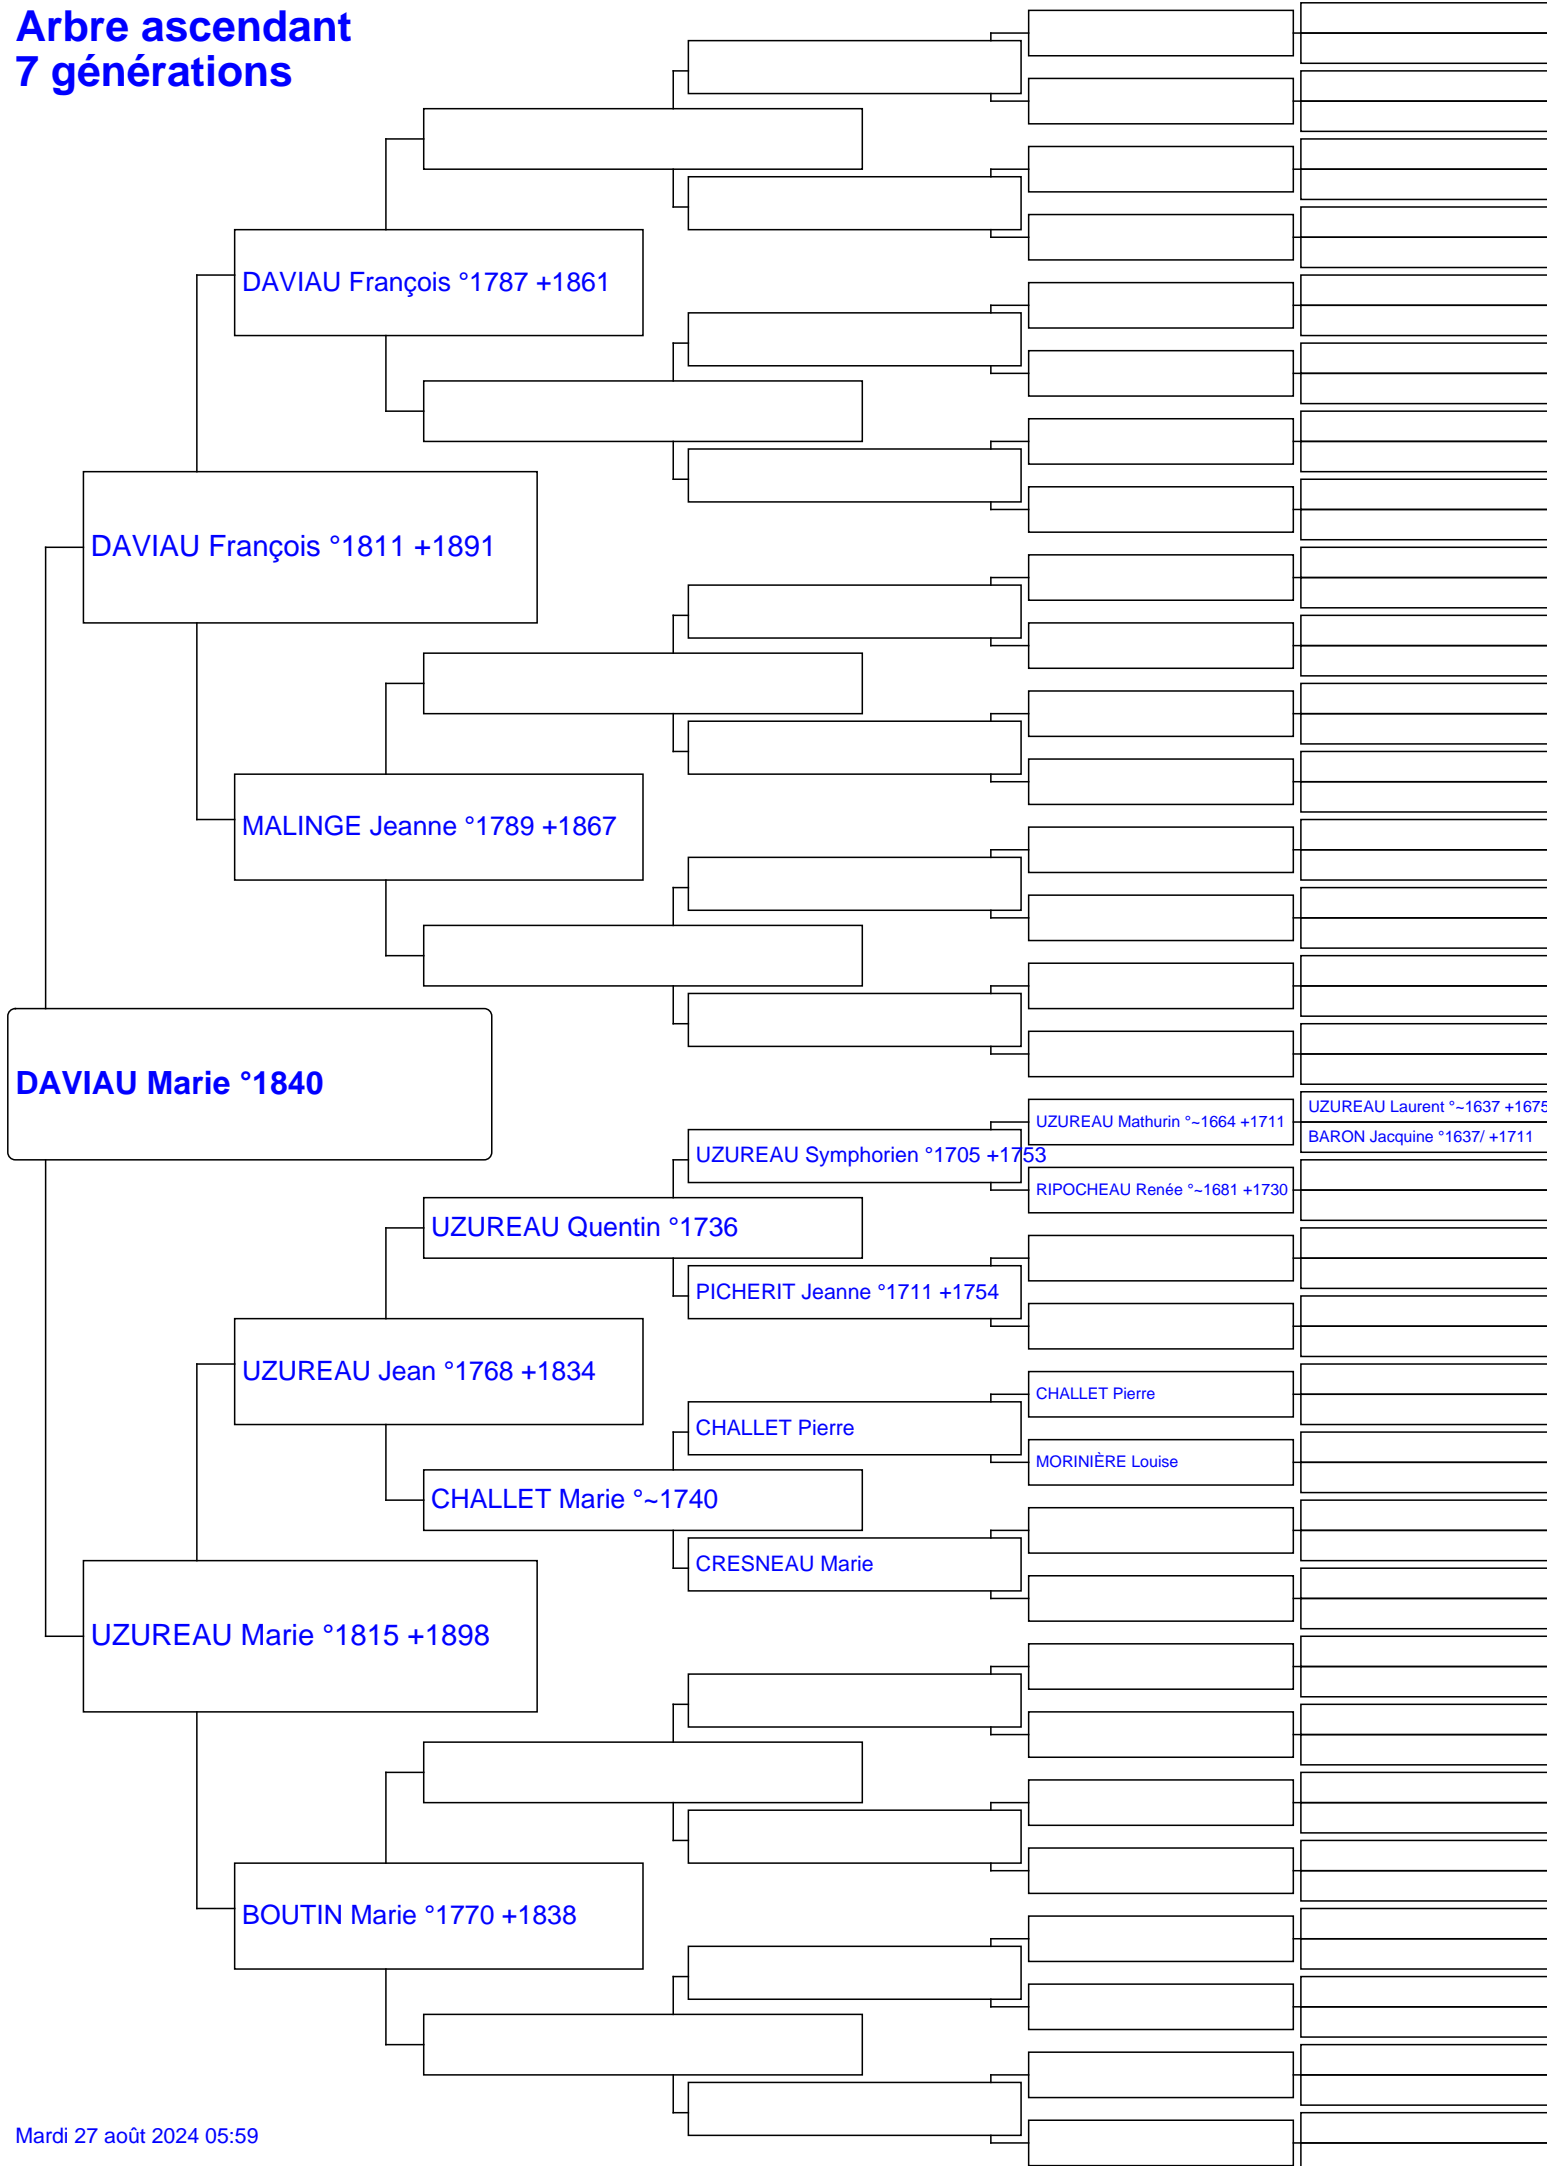 Arbre ascendant
7 générations
DAVIAU François °1787 +1861
DAVIAU François °1811 +1891
MALINGE Jeanne °1789 +1867
DAVIAU Marie °1840
UZUREAU Laurent °~1637 +1675
UZUREAU Mathurin °~1664 +1711
BARON Jacquine °1637/ +1711
UZUREAU Symphorien °1705 +1753
RIPOCHEAU Renée °~1681 +1730
UZUREAU Quentin °1736
PICHERIT Jeanne °1711 +1754
UZUREAU Jean °1768 +1834
CHALLET Pierre
CHALLET Pierre
MORINIÈRE Louise
CHALLET Marie °~1740
CRESNEAU Marie
UZUREAU Marie °1815 +1898
BOUTIN Marie °1770 +1838
Mardi 27 août 2024 05:59